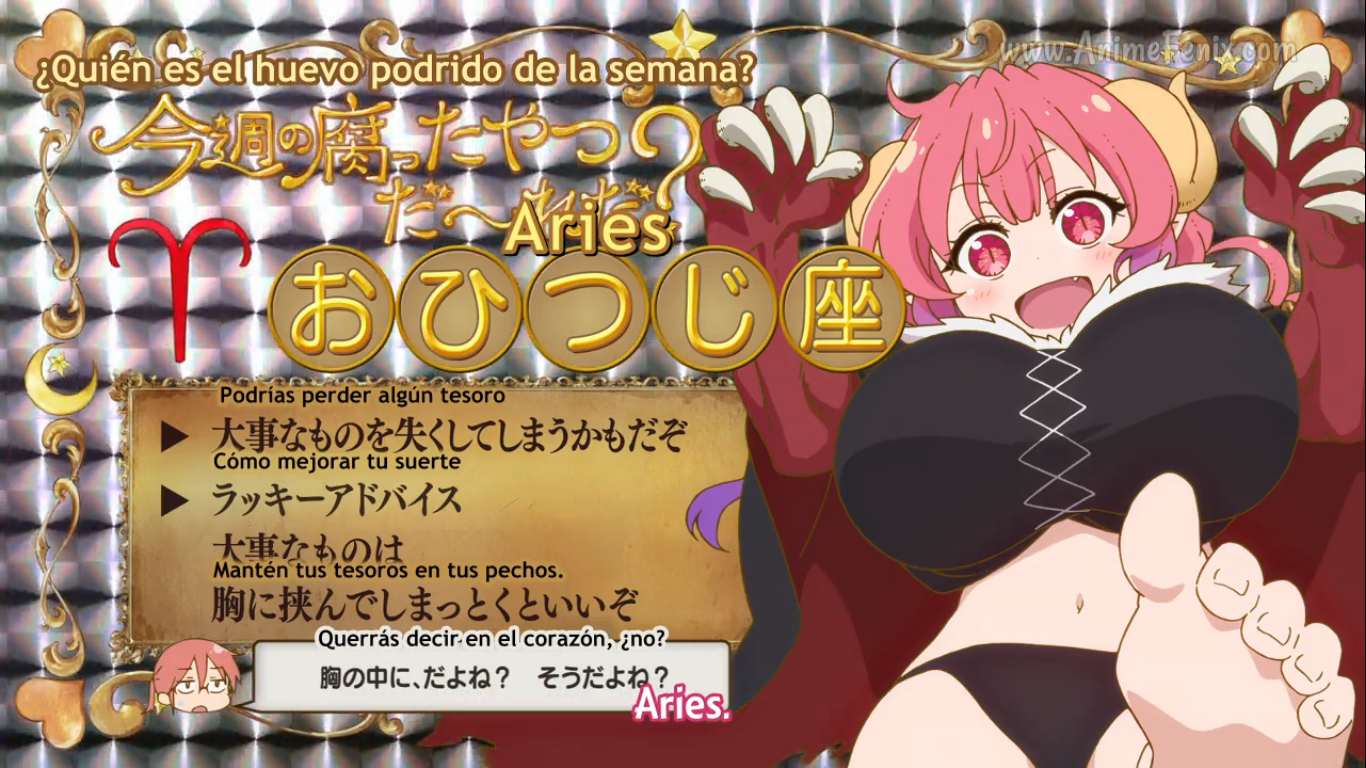 www.AnimeFenix.com
¿Quién es el huevo podrido de la semana?
今週の腐ったやつ?
だ～れだ?
Aries
おひつじ座
Podrías perder algún tesoro
▶ 大事なものを失くしてしまうかもだぞ
Cómo mejorar tu suerte
▶ ラッキーアドバイス
大事なものは
Mantén tus tesoros en tus pechos.
胸に挟んでしまっとくといいぞ
Querrás decir en el corazón, ¿no?
胸の中に、だよね？ そうだよね？
Aries.